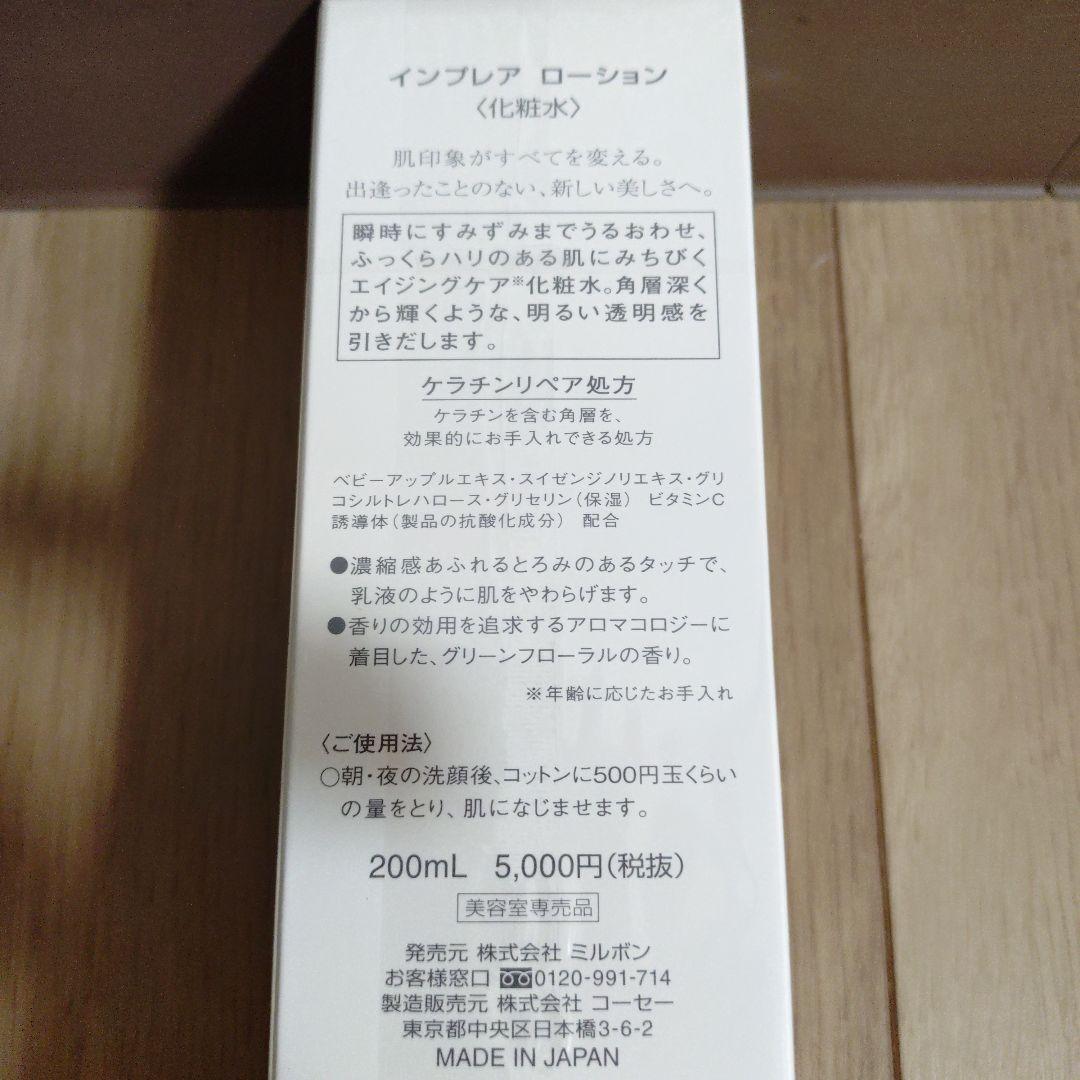 インプレア ローション
〈化粧水〉
肌印象がすべてを変える。
出逢ったことのない、新しい美しさへ。
瞬時にすみずみまでうるおわせ、
ふっくらハリのある肌にみちびく
エイジングケア※化粧水。角層深く
から輝くような、明るい透明感を
引きだします。
ケラチンリペア処方
ケラチンを含む角層を、
効果的にお手入れできる処方
ベビーアップルエキス・スイゼンジノリエキス・グリ
コシルトレハロース・グリセリン（保湿） ビタミンC
誘導体（製品の抗酸化成分） 配合
●濃縮感あふれるとろみのあるタッチで、
乳液のように肌をやわらげます。
●香りの効用を追求するアロマコロジーに
着目した、グリーンフローラルの香り。
※年齢に応じたお手入れ
〈ご使用法〉
○朝・夜の洗顔後、コットンに500円玉くらい
の量をとり、肌になじませます。
200mL 5,000円（税抜）
美容室専売品
発売元 株式会社 ミルボン
お客様窓口 0120-991-714
製造販売元 株式会社 コーセー
東京都中央区日本橋3-6-2
MADE IN JAPAN